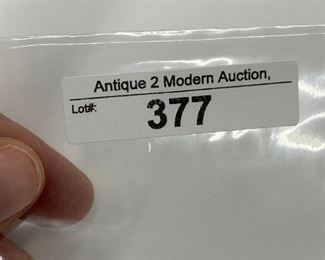 Antique 2 Modern Auction,
Lot#: 377